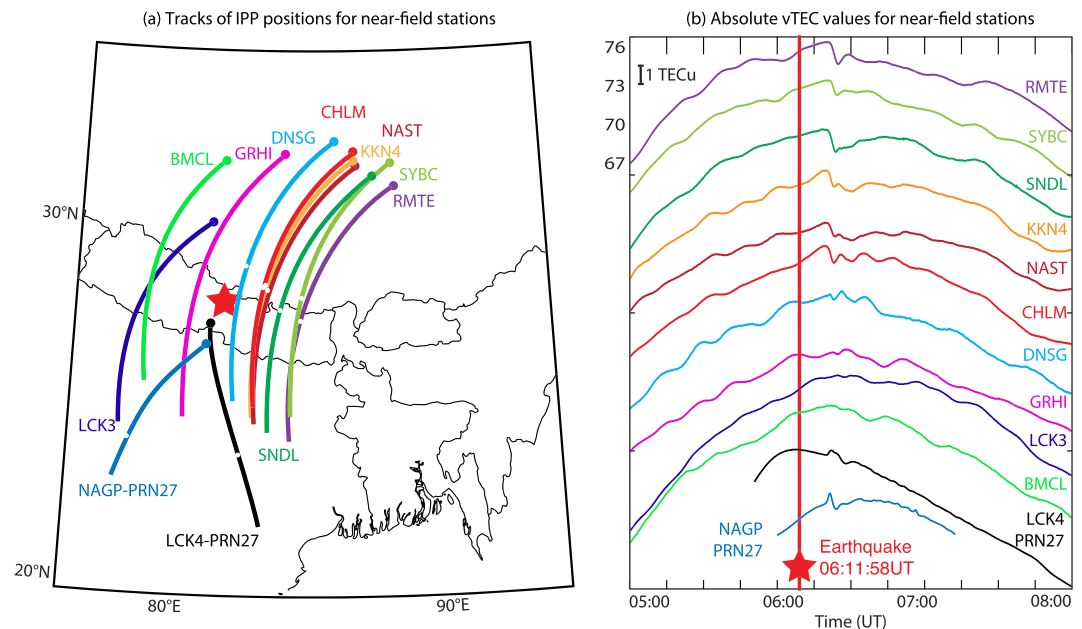 (a) Tracks of IPP positions for near-field stations
CHLM
NAST
DNSG
KKN4
BMCL
GRHI
SYBC
RMTE
30°N
LCK3
SNDL
NAGP-PRN27
LCK4-PRN27
20°N
80°E
90°E
(b) Absolute vTEC values for near-field stations
76
1 TECu
73
70
67
RMTE
SYBC
SNDL
KKN4
NAST
CHLM
DNSG
GRHI
LCK3
BMCL
LCK4
PRN27
NAGP
PRN27
Earthquake
06:11:58UT
05:00
06:00
07:00
08:00
Time (UT)